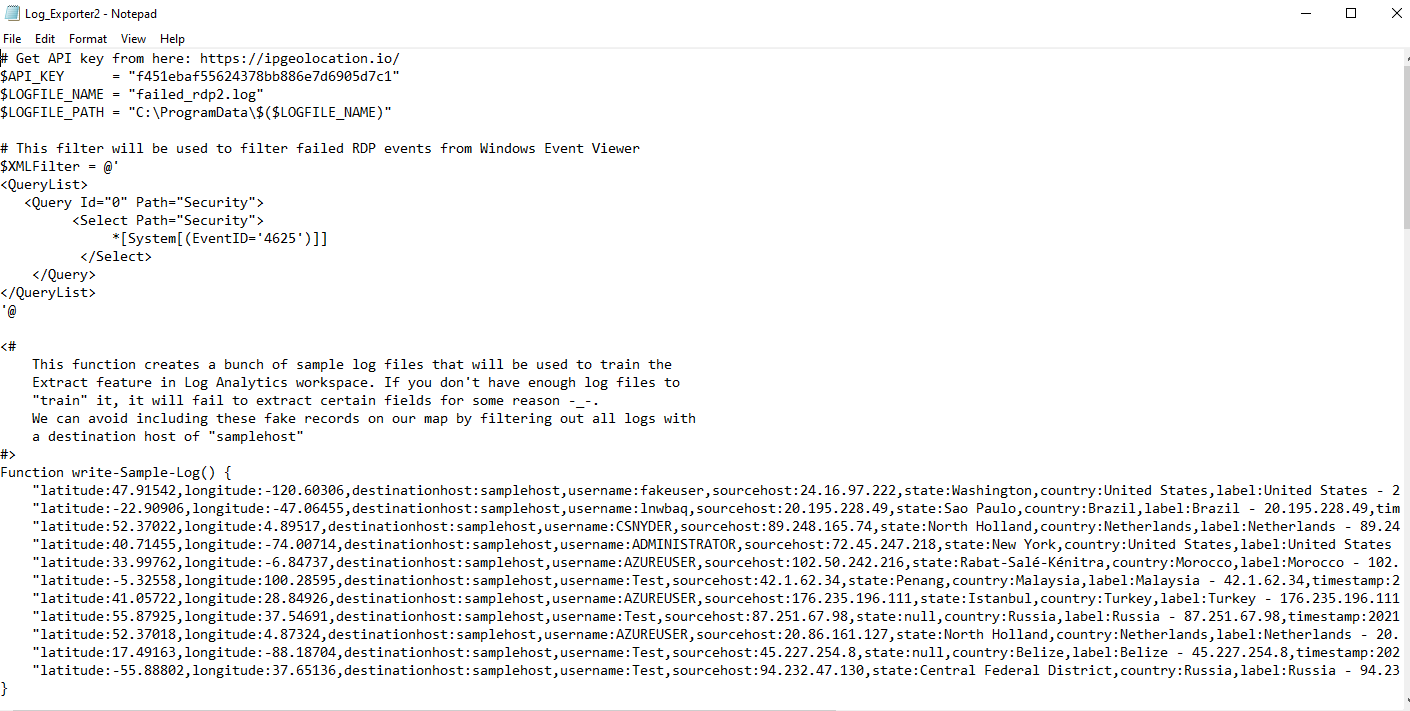 Log_Exporter2 - Notepad
File Edit Format View Help
# Get API key from here: https://ipgeolocation.io/
$API_KEY      = "f451ebaf55624378bb886e7d6905d7c1"
$LOGFILE_NAME = "failed_rdp2.log"
$LOGFILE_PATH = "C:\ProgramData\$($LOGFILE_NAME)"
# This filter will be used to filter failed RDP events from Windows Event Viewer
$XMLFilter = @'
<QueryList>
   <Query Id="0" Path="Security">
         <Select Path="Security">
              *[System[(EventID='4625')]]
          </Select>
    </Query>
</QueryList>
'@
<#
    This function creates a bunch of sample log files that will be used to train the
    Extract feature in Log Analytics workspace. If you don't have enough log files to
    "train" it, it will fail to extract certain fields for some reason -_-.
    We can avoid including these fake records on our map by filtering out all logs with
    a destination host of "samplehost"
#>
Function write-Sample-Log() {
    "latitude:47.91542,longitude:-120.60306,destinationhost:samplehost,username:fakeuser,sourcehost:24.16.97.222,state:Washington,country:United States,label:United States - 2
    "latitude:-22.90906,longitude:-47.06455,destinationhost:samplehost,username:lnwbaq,sourcehost:20.195.228.49,state:Sao Paulo,country:Brazil,label:Brazil - 20.195.228.49,tim
    "latitude:52.37022,longitude:4.89517,destinationhost:samplehost,username:CSNYDER,sourcehost:89.248.165.74,state:North Holland,country:Netherlands,label:Netherlands - 89.24
    "latitude:40.71455,longitude:-74.00714,destinationhost:samplehost,username:ADMINISTRATOR,sourcehost:72.45.247.218,state:New York,country:United States,label:United States
    "latitude:33.99762,longitude:-6.84737,destinationhost:samplehost,username:AZUREUSER,sourcehost:102.50.242.216,state:Rabat-Salé-Kénitra,country:Morocco,label:Morocco - 102.
    "latitude:-5.32558,longitude:100.28595,destinationhost:samplehost,username:Test,sourcehost:42.1.62.34,state:Penang,country:Malaysia,label:Malaysia - 42.1.62.34,timestamp:2
    "latitude:41.05722,longitude:28.84926,destinationhost:samplehost,username:AZUREUSER,sourcehost:176.235.196.111,state:Istanbul,country:Turkey,label:Turkey - 176.235.196.111
    "latitude:55.87925,longitude:37.54691,destinationhost:samplehost,username:Test,sourcehost:87.251.67.98,state:null,country:Russia,label:Russia - 87.251.67.98,timestamp:2021
    "latitude:52.37018,longitude:4.87324,destinationhost:samplehost,username:AZUREUSER,sourcehost:20.86.161.127,state:North Holland,country:Netherlands,label:Netherlands - 20.
    "latitude:17.49163,longitude:-88.18704,destinationhost:samplehost,username:Test,sourcehost:45.227.254.8,state:null,country:Belize,label:Belize - 45.227.254.8,timestamp:202
    "latitude:-55.88802,longitude:37.65136,destinationhost:samplehost,username:Test,sourcehost:94.232.47.130,state:Central Federal District,country:Russia,label:Russia - 94.23
}